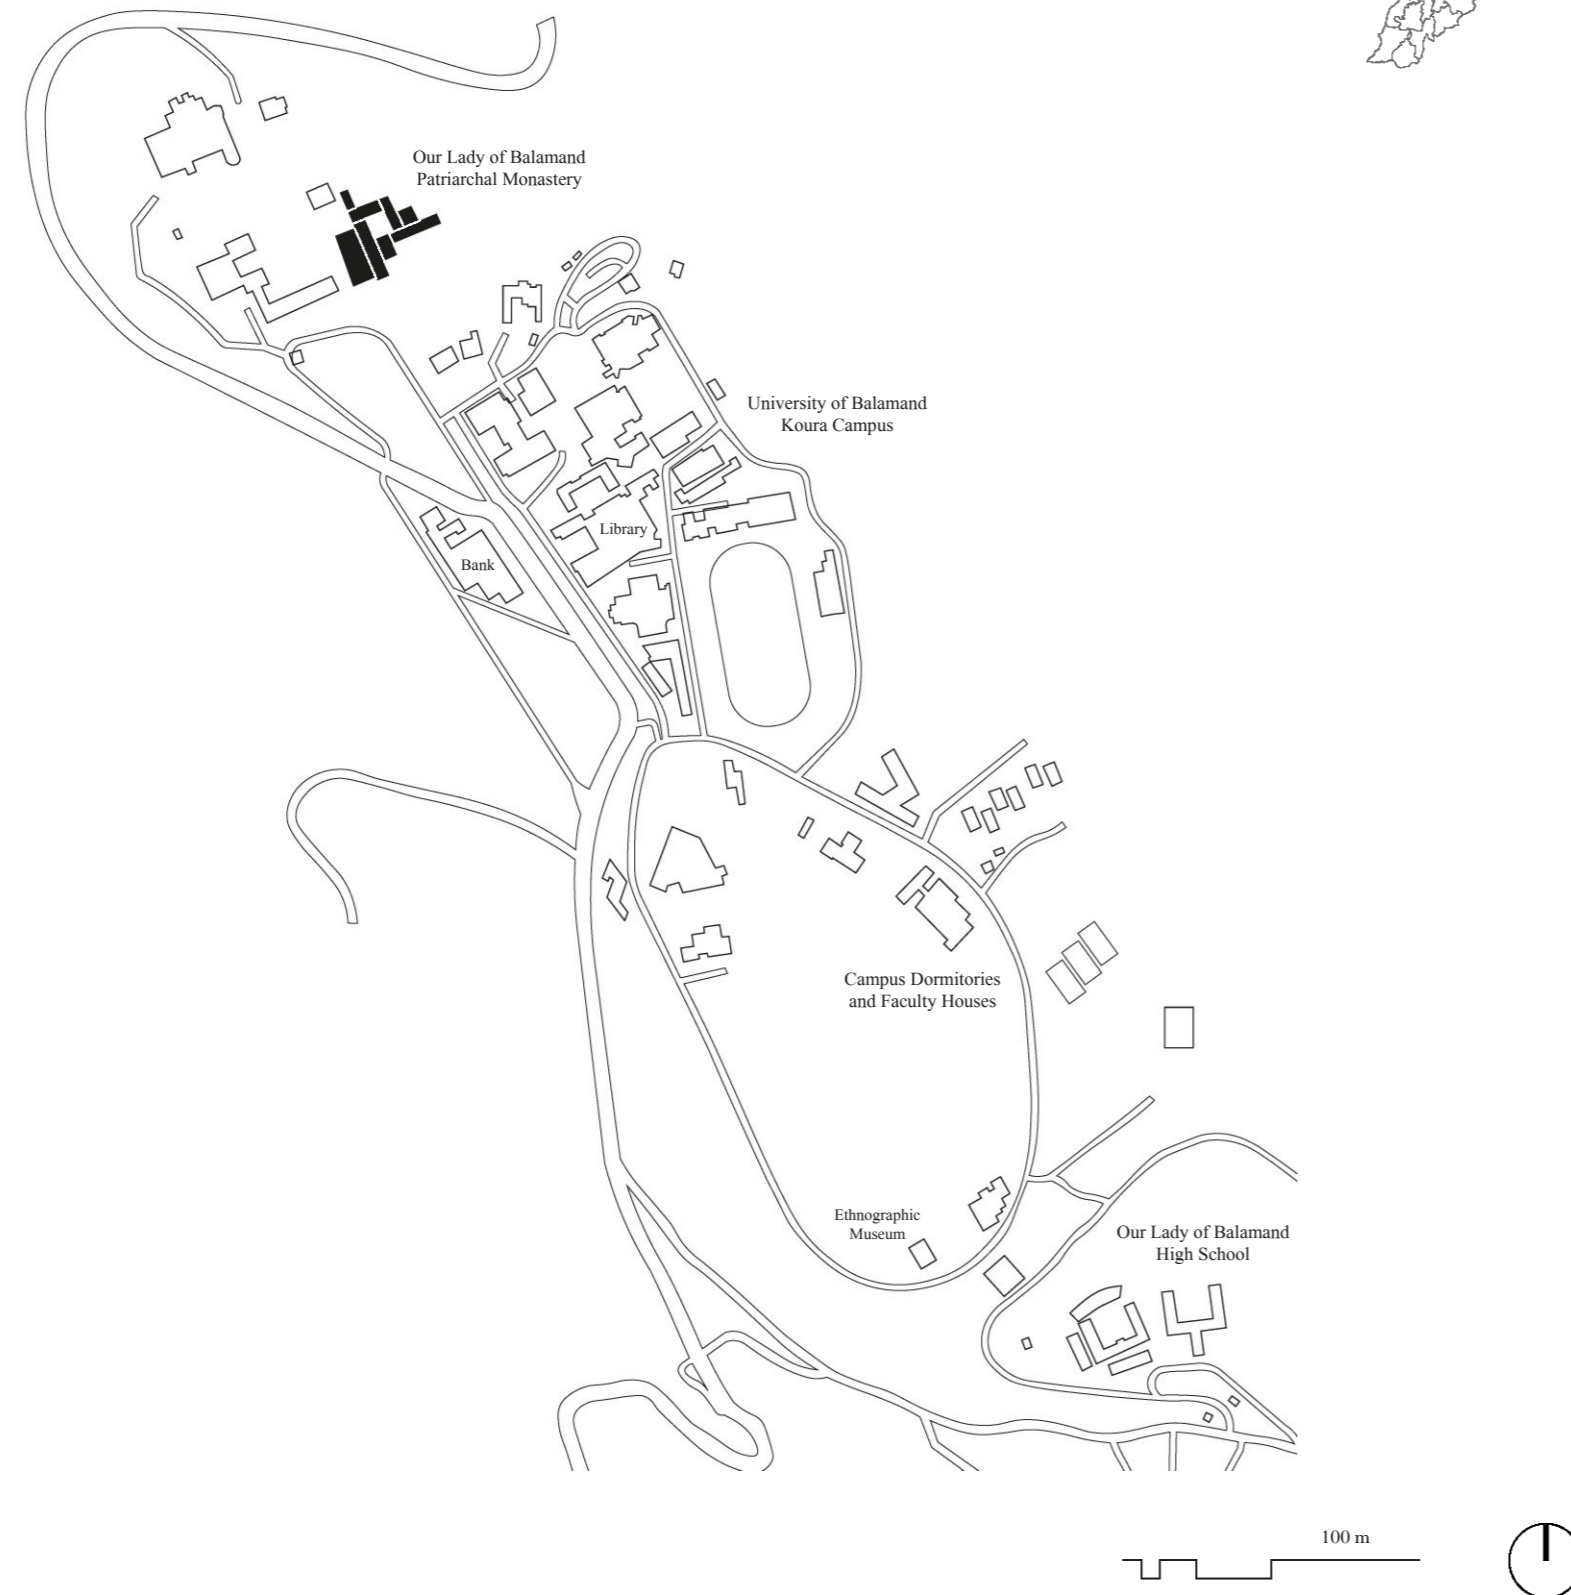 Our Lady of Balamand
Patriarchal Monastery
University of Balamand
Koura Campus
Library
Bank
Campus Dormitories
and Faculty Houses
Ethnographic
Museum
Our Lady of Balamand
High School
100 m